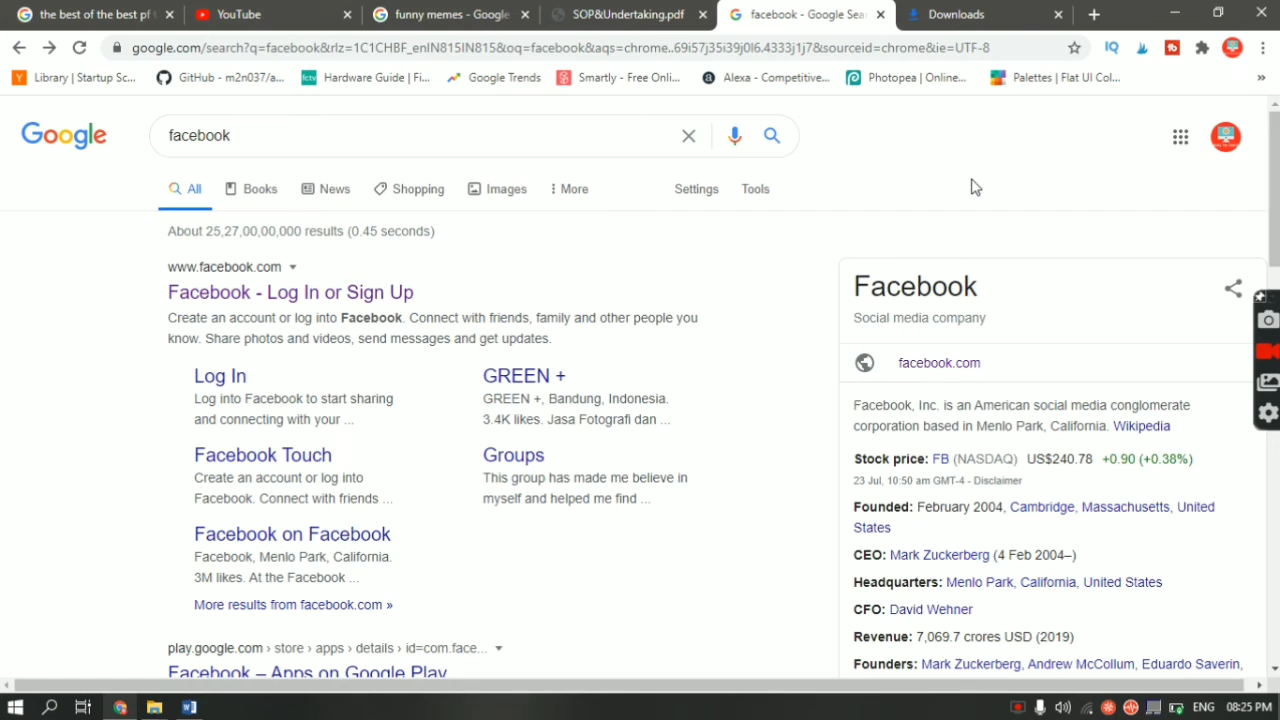 the best of the best pf t
YouTube
funny memes - Google
SOP&Undertaking.pdf
facebook - Google Sea
Downloads
google.com/search?q=facebook&rlz=1C1CHBF_enIN815IN815&oq=facebook&aqs=chrome..69i57j35i39j0l6.4333j1j7&sourceid=chrome&ie=UTF-8
IQ
Library | Startup Sc...
GitHub - m2n037/a...
fctv
Hardware Guide | Fi...
Google Trends
Smartly - Free Onli...
Alexa - Competitive...
Photopea | Online...
Palettes | Flat UI Col...
»
Google
facebook
All
Books
News
Shopping
Images
More
Settings
Tools
About 25,27,00,00,000 results (0.45 seconds)
www.facebook.com
Facebook - Log In or Sign Up
Create an account or log into Facebook. Connect with friends, family and other people you
know. Share photos and videos, send messages and get updates.
Log In
Log into Facebook to start sharing
and connecting with your ...
GREEN +
GREEN +, Bandung, Indonesia.
3.4K likes. Jasa Fotografi dan ...
Facebook Touch
Create an account or log into
Facebook. Connect with friends ...
Groups
This group has made me believe in
myself and helped me find ...
Facebook on Facebook
Facebook, Menlo Park, California.
3M likes. At the Facebook ...
More results from facebook.com »
play.google.com › store › apps › details › id=com.face...
Facebook – Apps on Google Play
Facebook
Social media company
facebook.com
Facebook, Inc. is an American social media conglomerate
corporation based in Menlo Park, California. Wikipedia
Stock price: FB (NASDAQ) US$240.78 +0.90 (+0.38%)
23 Jul, 10:50 am GMT-4 - Disclaimer
Founded: February 2004, Cambridge, Massachusetts, United
States
CEO: Mark Zuckerberg (4 Feb 2004–)
Headquarters: Menlo Park, California, United States
CFO: David Wehner
Revenue: 7,069.7 crores USD (2019)
Founders: Mark Zuckerberg, Andrew McCollum, Eduardo Saverin,
ENG
08:25 PM